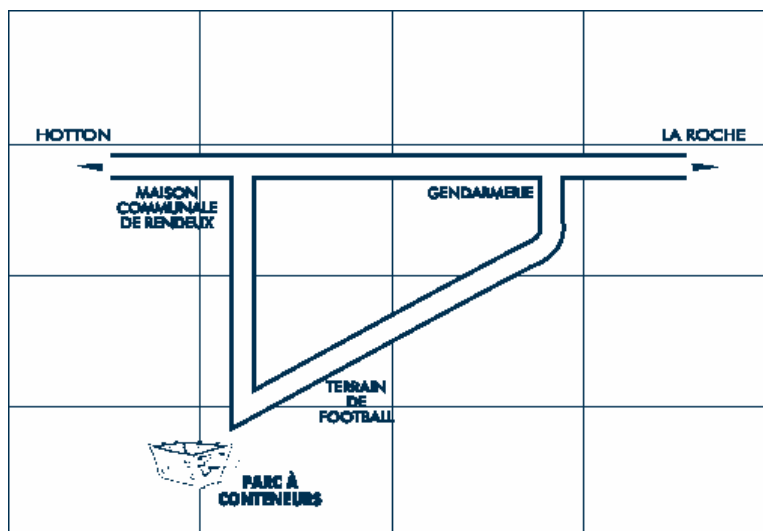 HOTTON
LA ROCHE
MAISON
COMMUNALE
DE RENDEUX
GENDARMERIE
TERRAIN
DE
FOOTBALL
PARC À
CONTENEURS